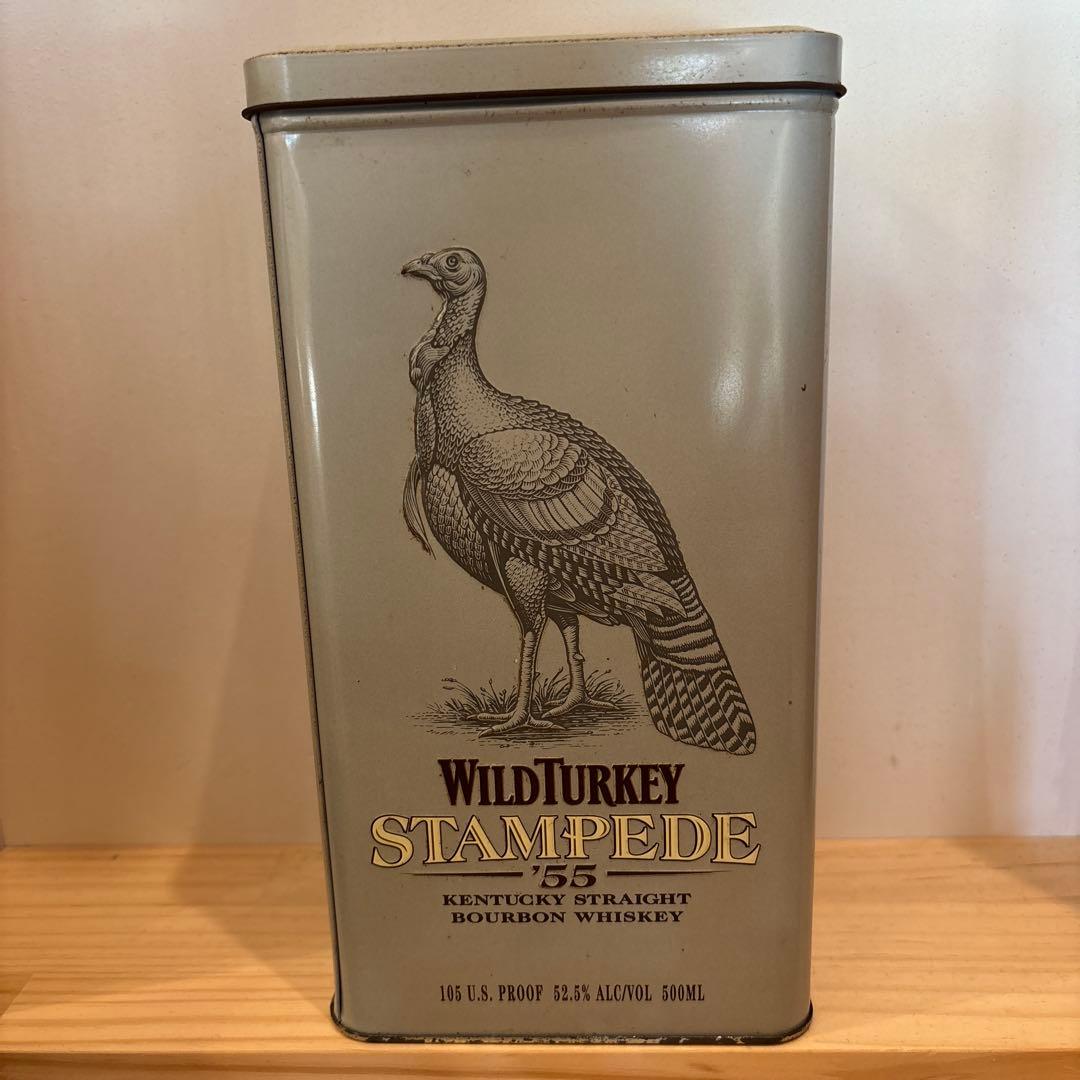 WILD TURKEY
STAMPEDE
'55
KENTUCKY STRAIGHT
BOURBON WHISKEY
105 U.S. PROOF 52.5% ALC/VOL 500ML